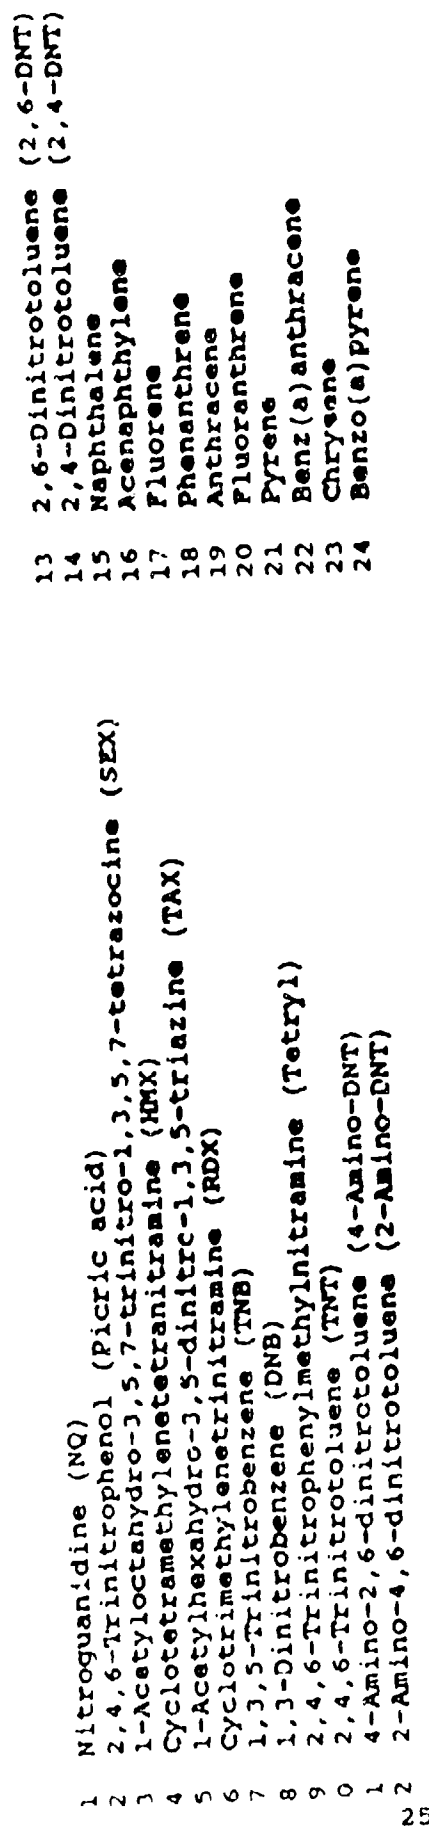 1 Nitroguanidine (NQ)
2 2,4,6-Trinitrophenol (Picric acid)
3 1-Acetyloctahydro-3,5,7-trinitro-1,3,5,7-tetrazocine (SEX)
4 Cyclotetramethylenetetranitramine (HMX)
5 1-Acetylhexahydro-3,5-dinitro-1,3,5-triazine (TAX)
6 Cyclotrimethylenetrinitramine (RDX)
7 1,3,5-Trinitrobenzene (TNB)
8 1,3-Dinitrobenzene (DNB)
9 2,4,6-Trinitrophenylmethylnitramine (Tetryl)
0 2,4,6-Trinitrotoluene (TNT)
1 4-Amino-2,6-dinitrotoluene (4-Amino-DNT)
2 2-Amino-4,6-dinitrotoluene (2-Amino-DNT)
13 2,6-Dinitrotoluene (2,6-DNT)
14 2,4-Dinitrotoluene (2,4-DNT)
15 Naphthalene
16 Acenaphthylene
17 Fluorene
18 Phenanthrene
19 Anthracene
20 Fluoranthrene
21 Pyrene
22 Benz(a)anthracene
23 Chrysene
24 Benzo(a)pyrene
25